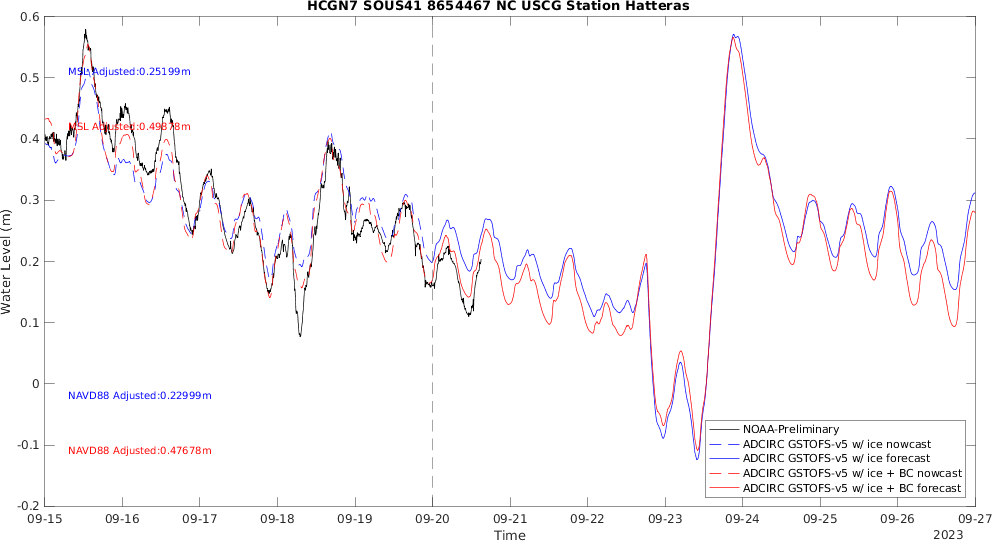 HCGN7 SOUS41 8654467 NC USCG Station Hatteras
Water Level (m)
0.6
0.5
0.4
0.3
0.2
0.1
0
-0.1
-0.2
MSL Adjusted:0.25199m
MSL Adjusted:0.49878m
NAVD88 Adjusted:0.22999m
NAVD88 Adjusted:0.47678m
NOAA-Preliminary
ADCIRC GSTOFS-v5 w/ ice nowcast
ADCIRC GSTOFS-v5 w/ ice forecast
ADCIRC GSTOFS-v5 w/ ice + BC nowcast
ADCIRC GSTOFS-v5 w/ ice + BC forecast
09-15 09-16 09-17 09-18 09-19 09-20 09-21 09-22 09-23 09-24 09-25 09-26 09-27
Time
2023